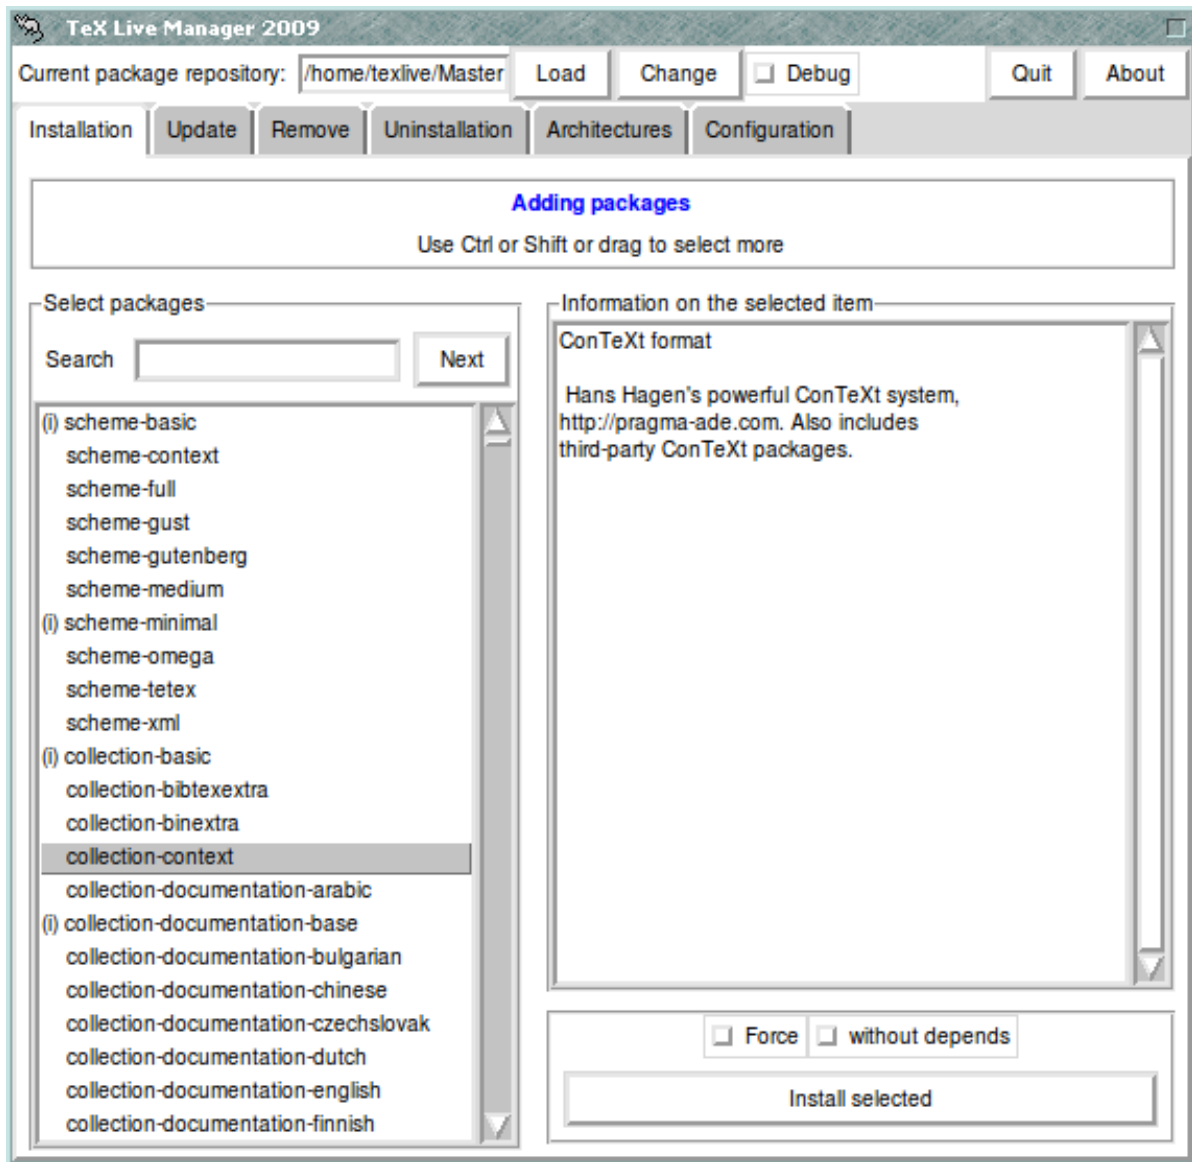 TeX Live Manager 2009
Current package repository: /home/texlive/Master Load Change Debug Quit About
Installation Update Remove Uninstallation Architectures Configuration
Adding packages
Use Ctrl or Shift or drag to select more
Select packages
Search Next
(i) scheme-basic
scheme-context
scheme-full
scheme-gust
scheme-gutenberg
scheme-medium
(i) scheme-minimal
scheme-omega
scheme-tetex
scheme-xml
(i) collection-basic
collection-bibtexextra
collection-binextra
collection-context
collection-documentation-arabic
(i) collection-documentation-base
collection-documentation-bulgarian
collection-documentation-chinese
collection-documentation-czechslovak
collection-documentation-dutch
collection-documentation-english
collection-documentation-finnish
Information on the selected item
ConTeXt format
Hans Hagen's powerful ConTeXt system,
http://pragma-ade.com. Also includes
third-party ConTeXt packages.
Force without depends
Install selected